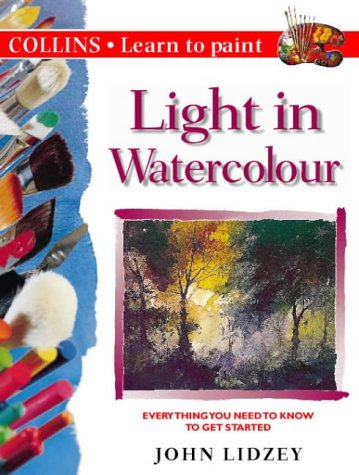 COLLINS • Learn to paint
Light in
Watercolour
EVERYTHING YOU NEED TO KNOW
TO GET STARTED
JOHN LIDZEY